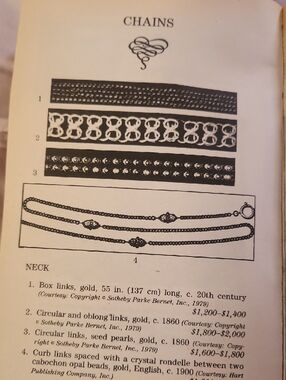 CHAINS
1
2
3
4
NECK
1. Box links, gold, 55 in. (137 cm) long, c. 20th century
(Courtesy: Copyright © Sotheby Parke Bernet, Inc., 1979)
$1,200–$1,400
2. Circular and oblong links, gold, c. 1860 (Courtesy: Copyright
© Sotheby Parke Bernet, Inc., 1979) $1,800–$2,000
3. Circular links, seed pearls, gold, c. 1860 (Courtesy: Copyright
© Sotheby Parke Bernet, Inc., 1979) $1,600–$1,800
4. Curb links spaced with a crystal rondelle between two
cabochon opal beads, gold, English, c. 1900 (Courtesy: Hart
Publishing Company, Inc.)